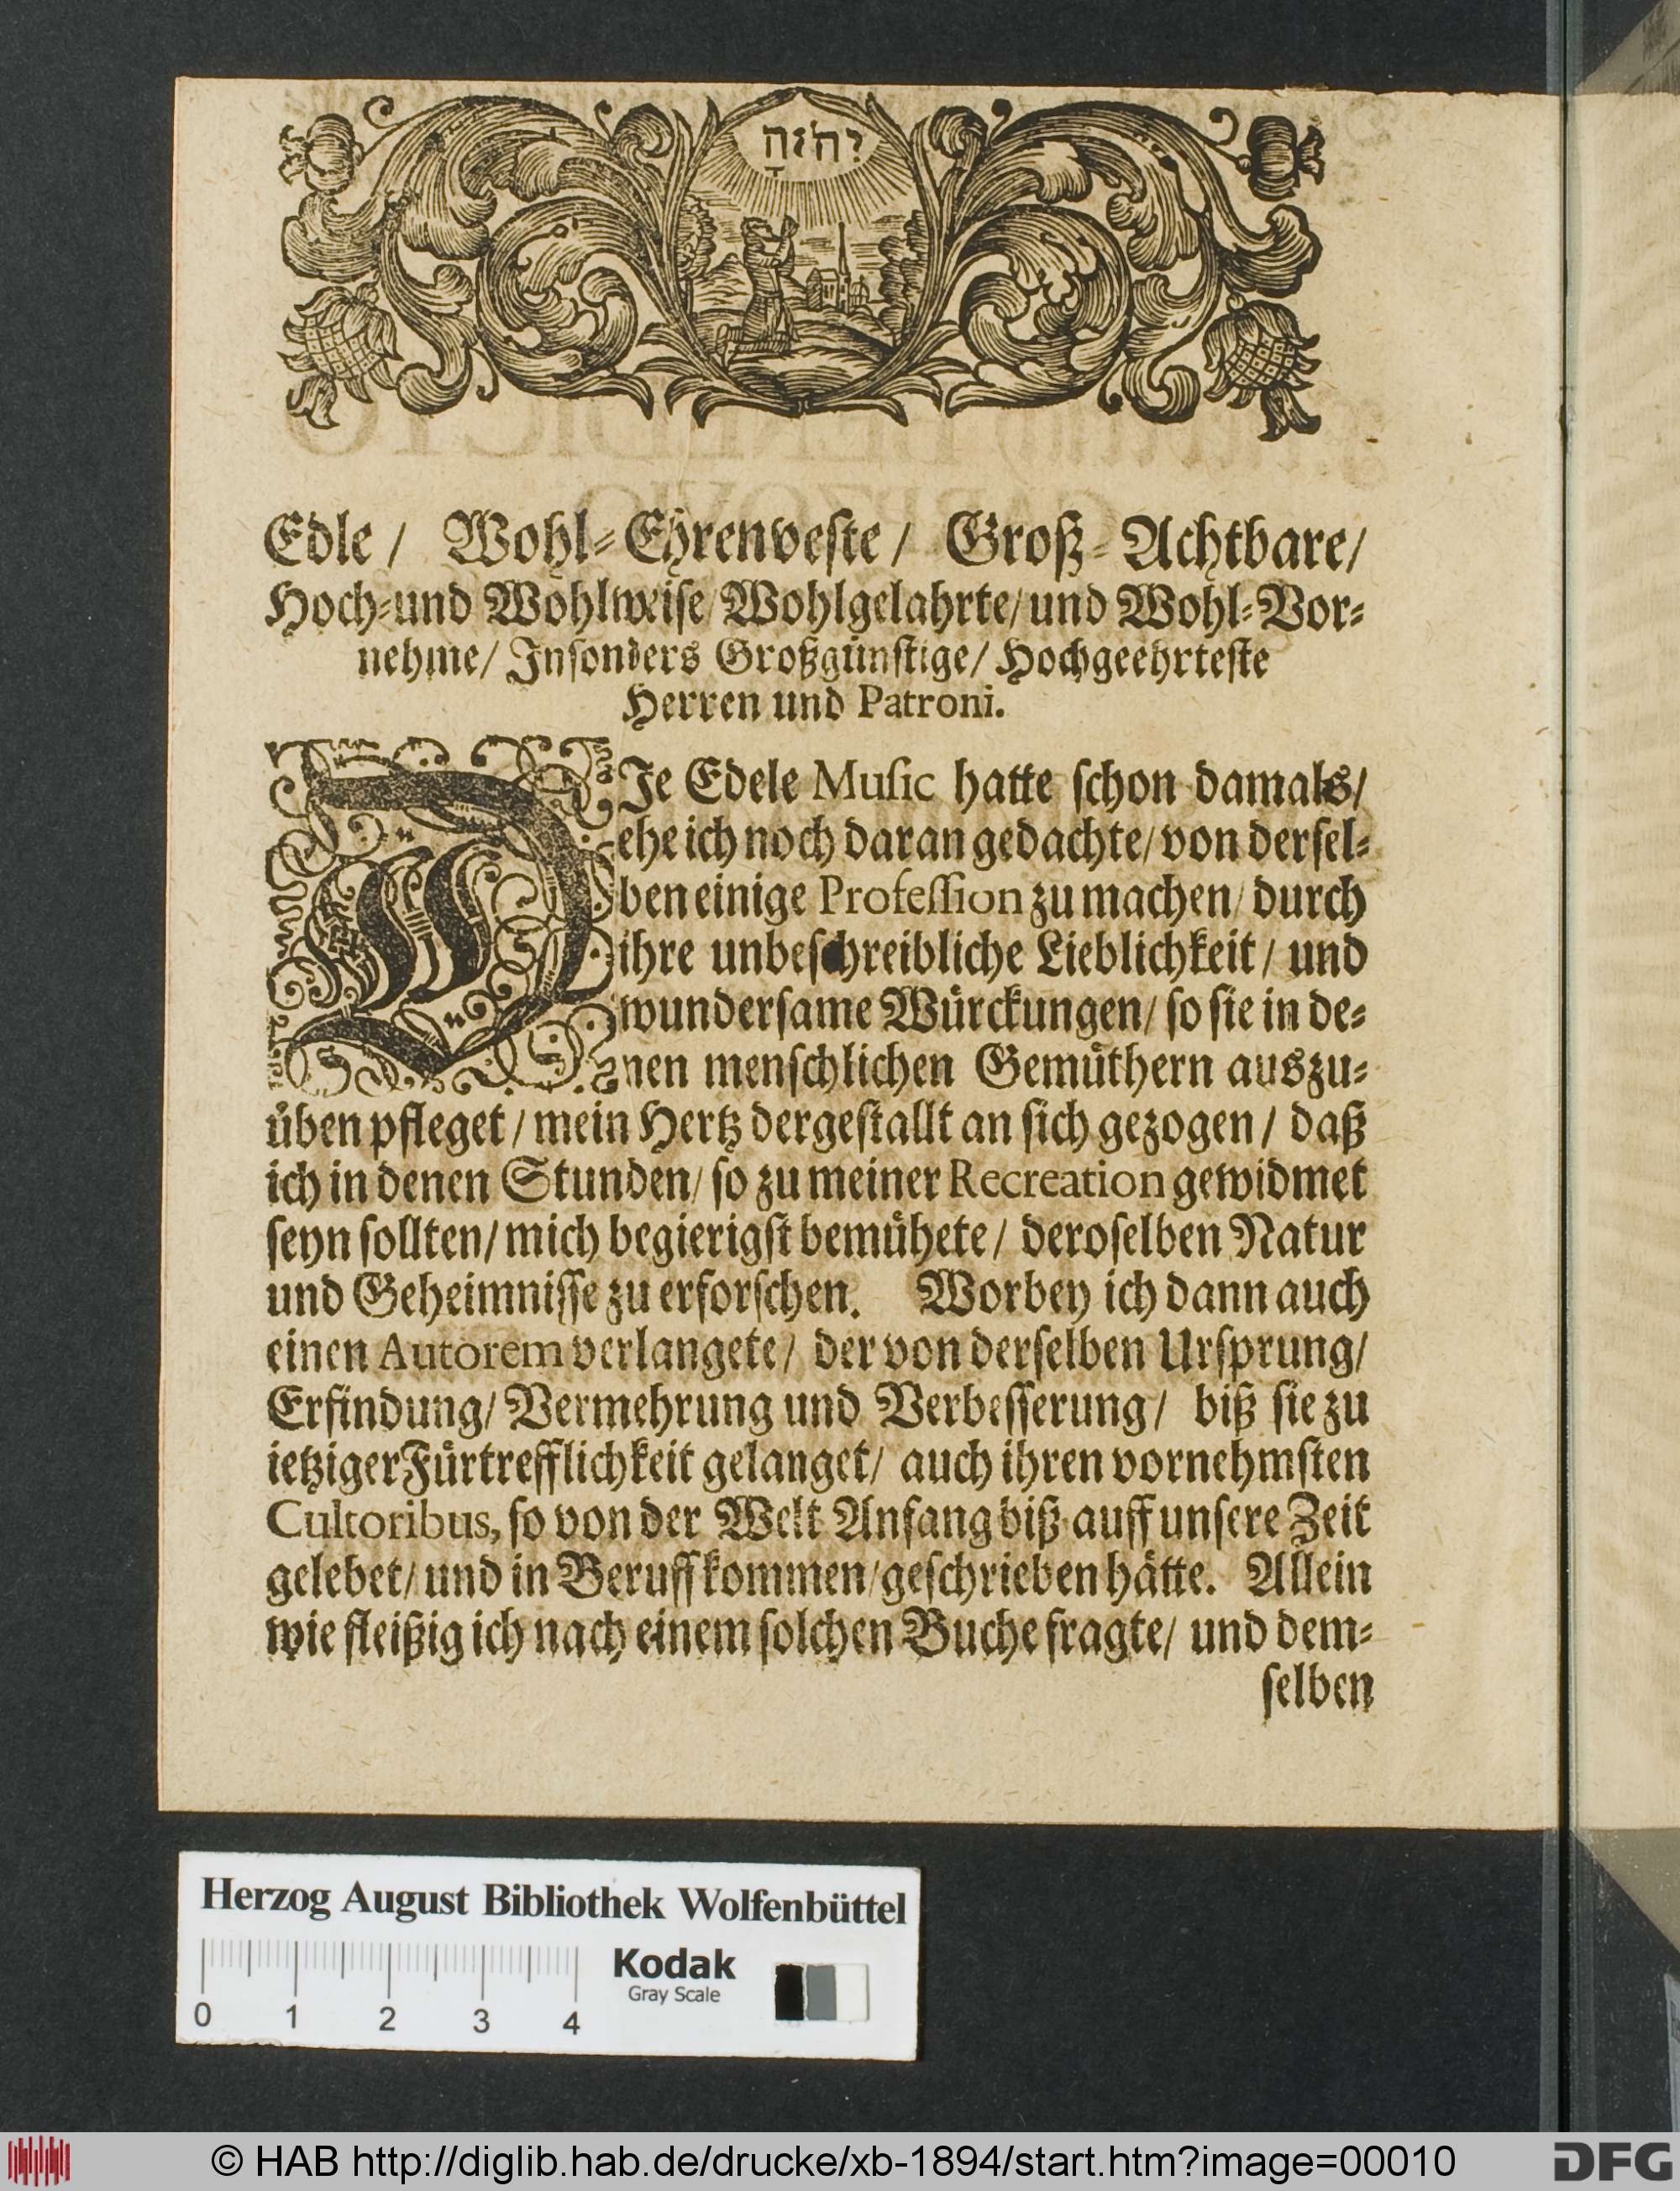 יְהֹוָה
Edle / Wohl-Ehrenveste / Groß-Achtbare/
Hoch-und Wohlweise/Wohlgelahrte/und Wohl-Vor-
nehme/ Insonders Großgünstige/ Hochgeehrteste
Herren und Patroni.
DIe Edele Music hatte schon damals/
ehe ich noch daran gedachte/von dersel-
ben einige Profession zu machen/durch
ihre unbeschreibliche Lieblichkeit/ und
wundersame Würckungen/ so sie in de-
nen menschlichen Gemüthern auszu-
üben pfleget / mein Hertz dergestallt an sich gezogen / daß
ich in denen Stunden/ so zu meiner Recreation gewidmet
seyn sollten/ mich begierigst bemühete/ deroselben Natur
und Geheimnisse zu erforschen. Worbey ich dann auch
einen Autorem verlangete/ der von derselben Ursprung/
Erfindung/ Vermehrung und Verbesserung/ biß sie zu
ietziger Fürtrefflichkeit gelanget/ auch ihren vornehmsten
Cultoribus, so von der Welt Anfang biß auff unsere Zeit
gelebet/ und in Beruff kommen/geschrieben hätte. Allein
wie fleißig ich nach einem solchen Buche fragte/ und dem-
selben
Herzog August Bibliothek Wolfenbüttel
Kodak
Gray Scale
0 1 2 3 4
© HAB http://diglib.hab.de/drucke/xb-1894/start.htm?image=00010
DFG